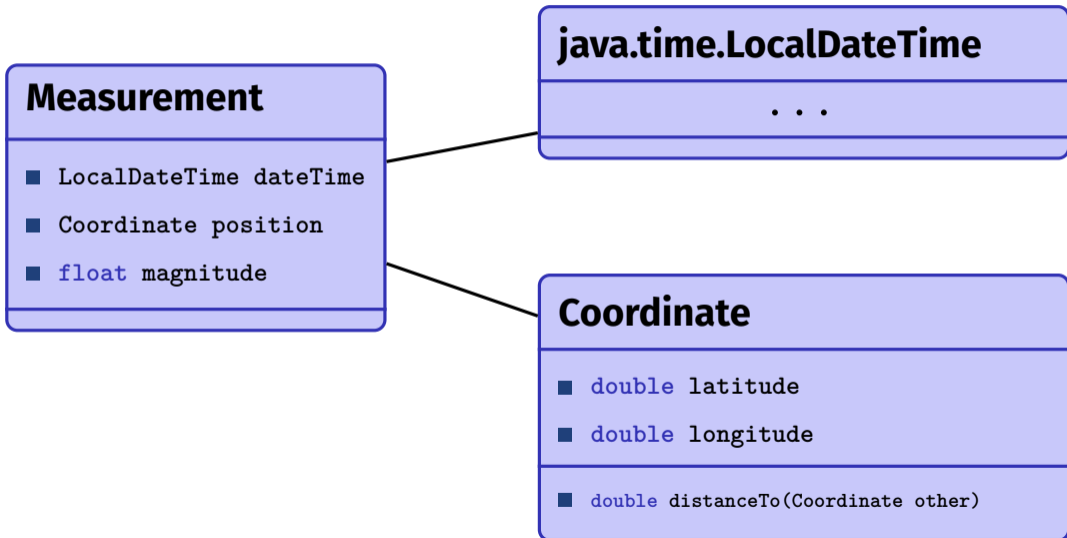 Measurement
LocalDateTime dateTime
Coordinate position
float magnitude
java.time.LocalDateTime
...
Coordinate
double latitude
double longitude
double distanceTo(Coordinate other)